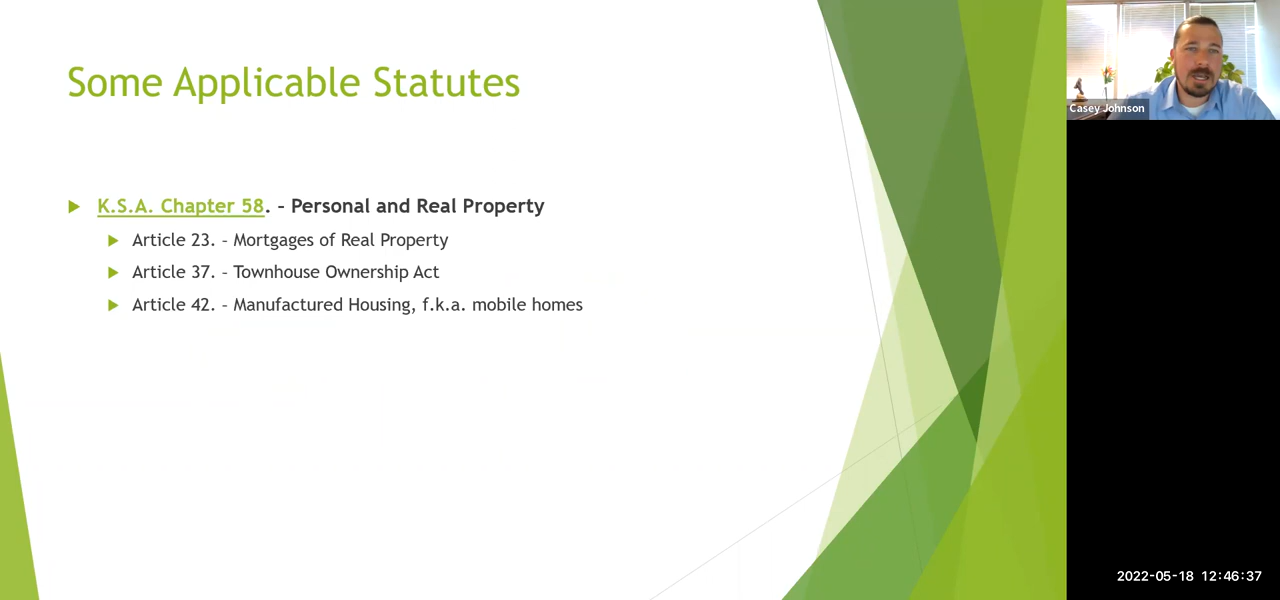 Some Applicable Statutes
K.S.A. Chapter 58. – Personal and Real Property
Article 23. – Mortgages of Real Property
Article 37. – Townhouse Ownership Act
Article 42. – Manufactured Housing, f.k.a. mobile homes
Casey Johnson
2022-05-18 12:46:37